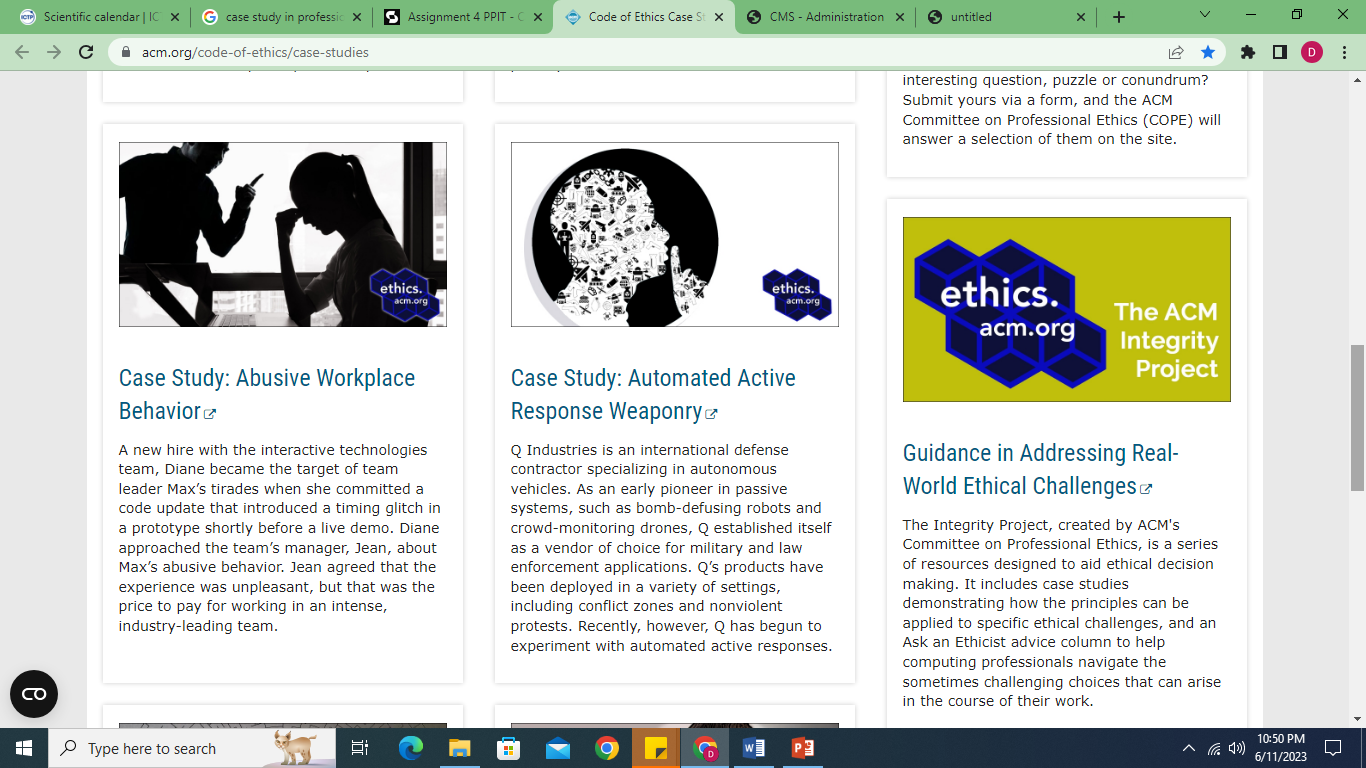 Scientific calendar | IC
case study in professio
Assignment 4 PPIT - C
Code of Ethics Case St
CMS - Administration
untitled
acm.org/code-of-ethics/case-studies
D
interesting question, puzzle or conundrum?
Submit yours via a form, and the ACM
Committee on Professional Ethics (COPE) will
answer a selection of them on the site.
ethics.
acm.org
Case Study: Abusive Workplace
Behavior
A new hire with the interactive technologies
team, Diane became the target of team
leader Max’s tirades when she committed a
code update that introduced a timing glitch in
a prototype shortly before a live demo. Diane
approached the team’s manager, Jean, about
Max’s abusive behavior. Jean agreed that the
experience was unpleasant, but that was the
price to pay for working in an intense,
industry-leading team.
ethics.
acm.org
Case Study: Automated Active
Response Weaponry
Q Industries is an international defense
contractor specializing in autonomous
vehicles. As an early pioneer in passive
systems, such as bomb-defusing robots and
crowd-monitoring drones, Q established itself
as a vendor of choice for military and law
enforcement applications. Q’s products have
been deployed in a variety of settings,
including conflict zones and nonviolent
protests. Recently, however, Q has begun to
experiment with automated active responses.
ethics.
acm.org
The ACM
Integrity
Project
Guidance in Addressing Real-
World Ethical Challenges
The Integrity Project, created by ACM's
Committee on Professional Ethics, is a series
of resources designed to aid ethical decision
making. It includes case studies
demonstrating how the principles can be
applied to specific ethical challenges, and an
Ask an Ethicist advice column to help
computing professionals navigate the
sometimes challenging choices that can arise
in the course of their work.
Type here to search
10:50 PM
6/11/2023